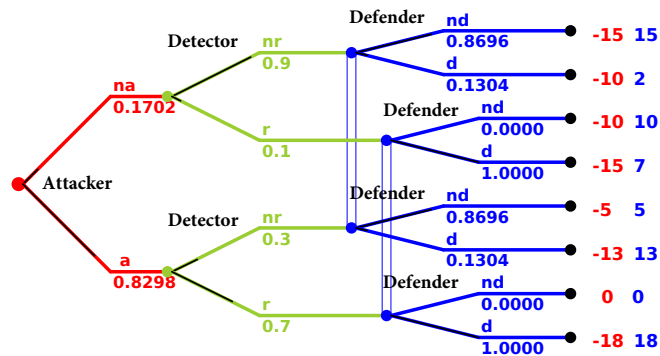 Defender nd -15 15
0.8696
Detector nr
0.9
d -10 2
0.1304
na
0.1702
Defender nd -10 10
0.0000
r
0.1
d -15 7
1.0000
Attacker
Defender nd -5 5
0.8696
Detector nr
0.3
d -13 13
0.1304
a
0.8298
Defender nd 0 0
0.0000
r
0.7
d -18 18
1.0000